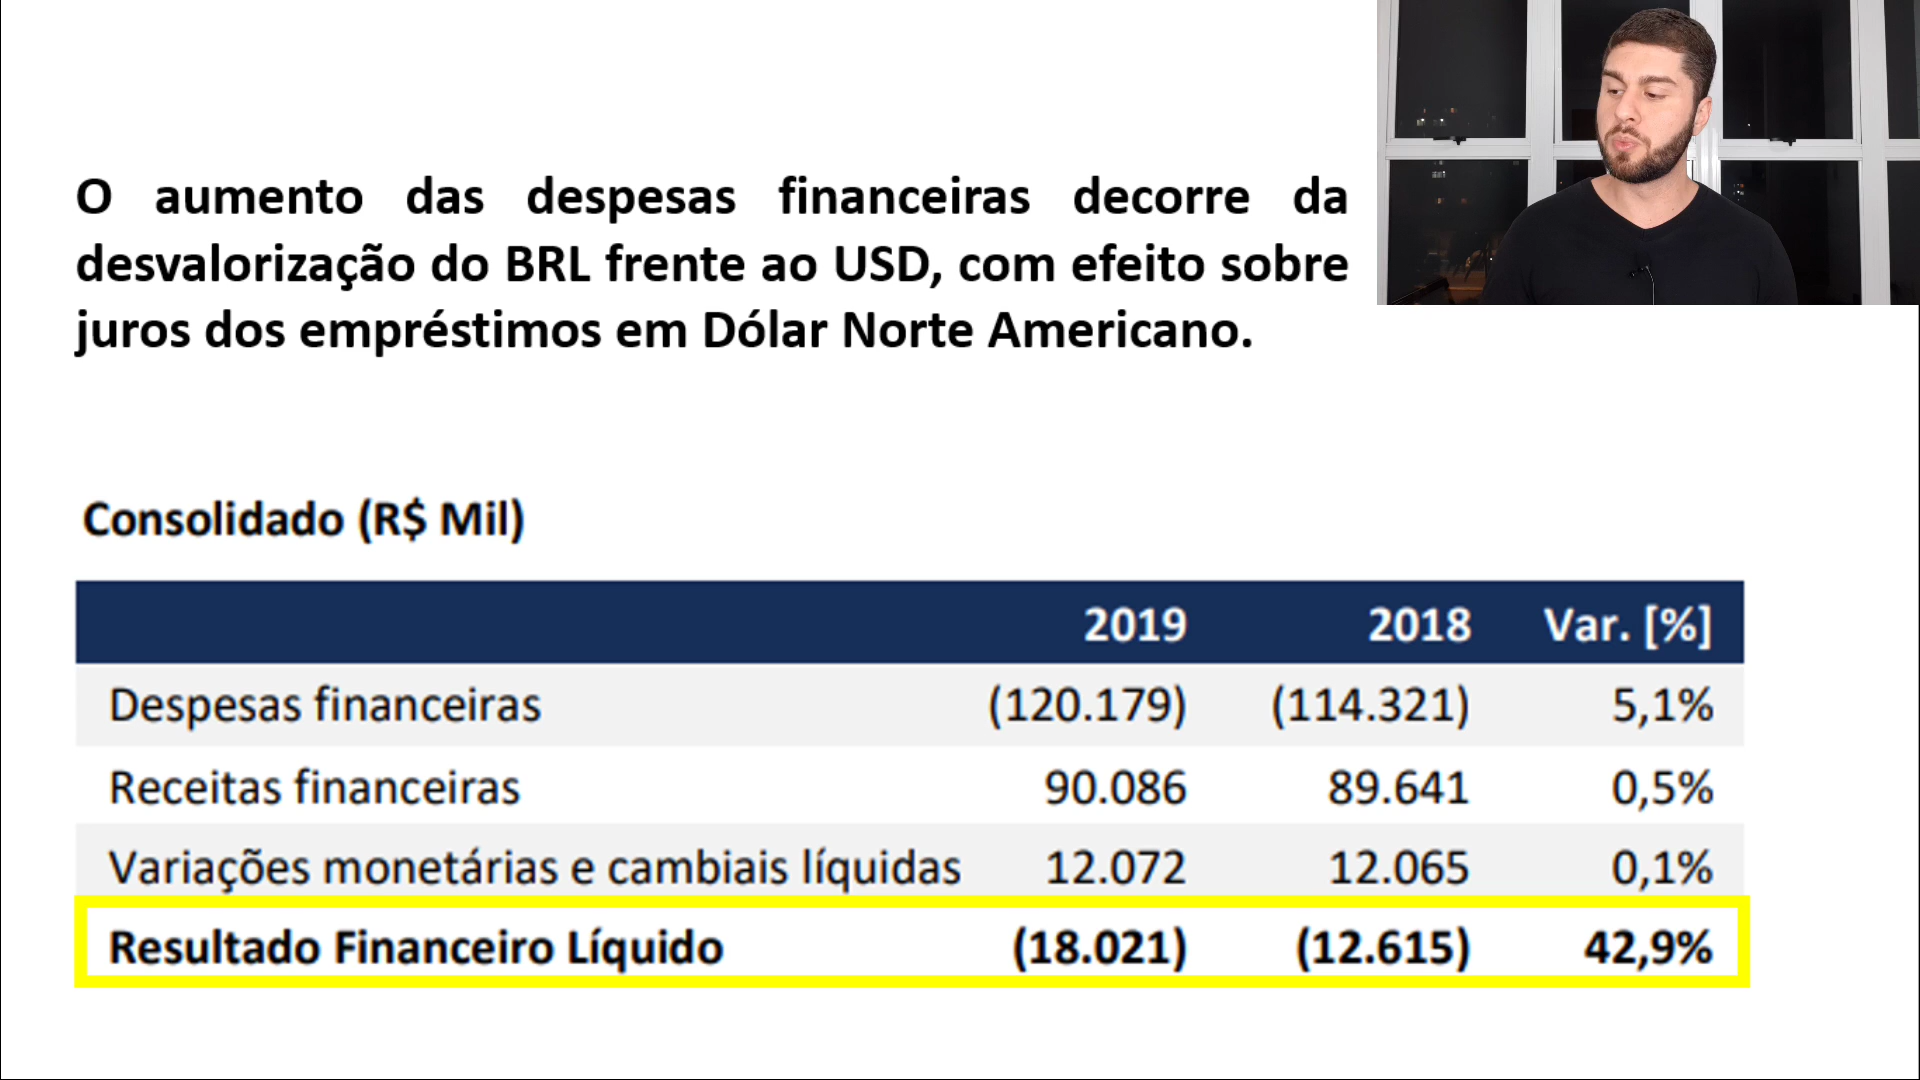 O aumento das despesas financeiras decorre da
desvalorização do BRL frente ao USD, com efeito sobre
juros dos empréstimos em Dólar Norte Americano.
Consolidado (R$ Mil)
2019 2018 Var. [%]
Despesas financeiras (120.179) (114.321) 5,1%
Receitas financeiras 90.086 89.641 0,5%
Variações monetárias e cambiais líquidas 12.072 12.065 0,1%
Resultado Financeiro Líquido (18.021) (12.615) 42,9%